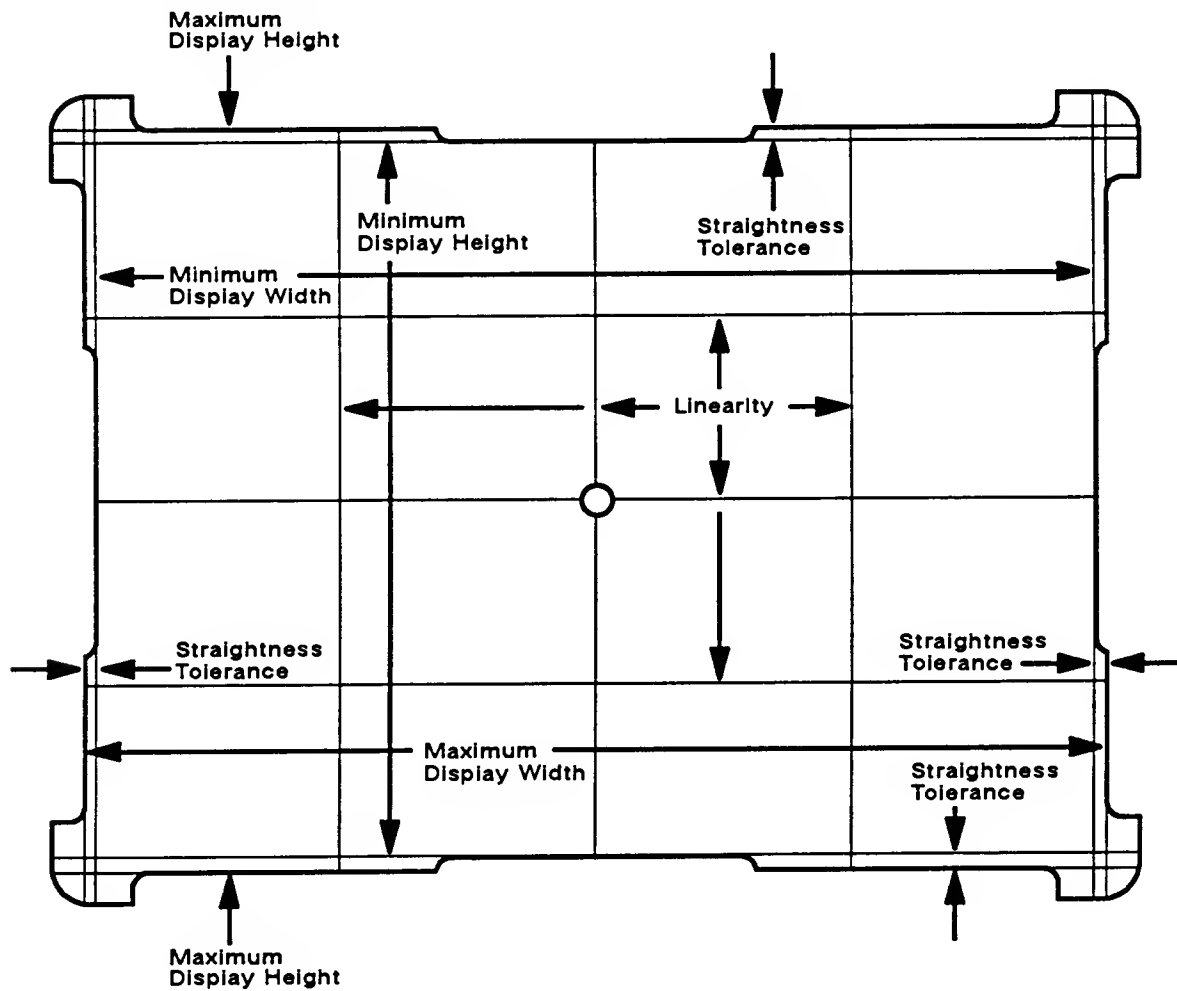 Maximum
Display Height
Minimum
Display Height
Straightness
Tolerance
Minimum
Display Width
Linearity
Straightness
Tolerance
Straightness
Tolerance
Maximum
Display Width
Straightness
Tolerance
Maximum
Display Height